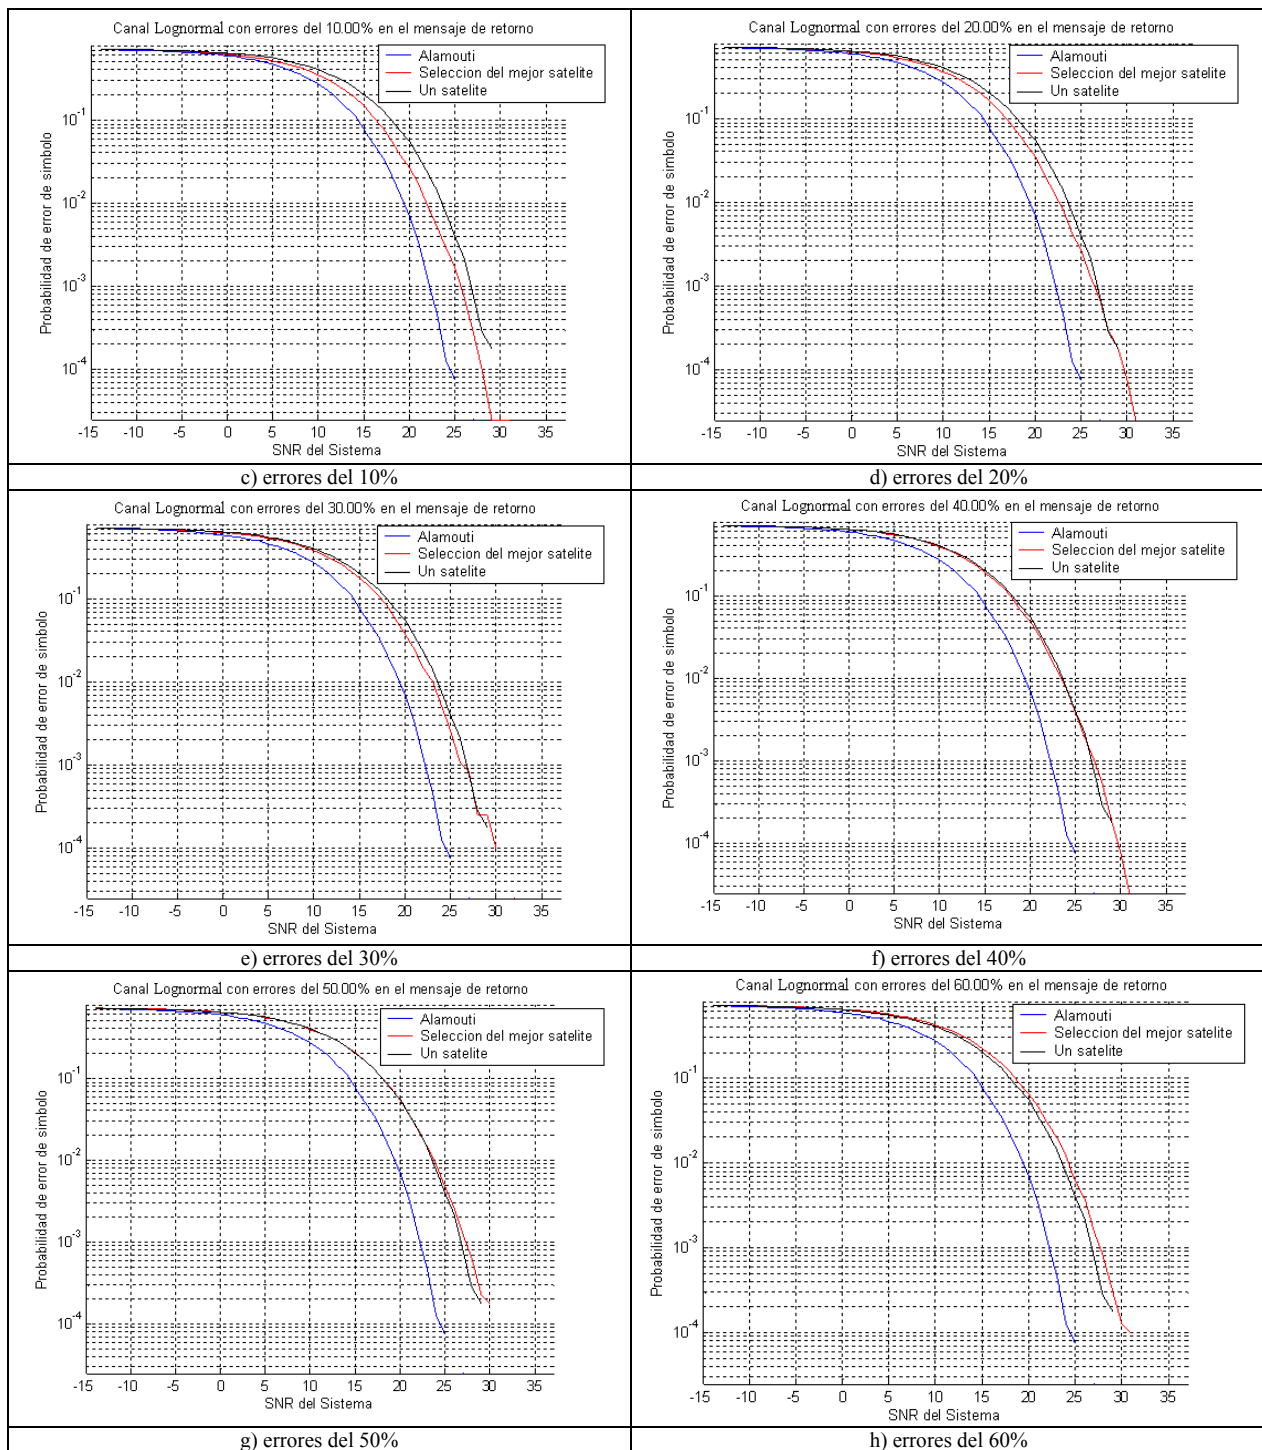 Canal Lognormal con errores del 10.00% en el mensaje de retorno
Alamouti
Seleccion del mejor satelite
Un satelite
Probabilidad de error de simbolo
10^-1
10^-2
10^-3
10^-4
-15 -10 -5 0 5 10 15 20 25 30 35
SNR del Sistema
c) errores del 10%
Canal Lognormal con errores del 20.00% en el mensaje de retorno
Alamouti
Seleccion del mejor satelite
Un satelite
Probabilidad de error de simbolo
10^-1
10^-2
10^-3
10^-4
-15 -10 -5 0 5 10 15 20 25 30 35
SNR del Sistema
d) errores del 20%
Canal Lognormal con errores del 30.00% en el mensaje de retorno
Alamouti
Seleccion del mejor satelite
Un satelite
Probabilidad de error de simbolo
10^-1
10^-2
10^-3
10^-4
-15 -10 -5 0 5 10 15 20 25 30 35
SNR del Sistema
e) errores del 30%
Canal Lognormal con errores del 40.00% en el mensaje de retorno
Alamouti
Seleccion del mejor satelite
Un satelite
Probabilidad de error de simbolo
10^-1
10^-2
10^-3
10^-4
-15 -10 -5 0 5 10 15 20 25 30 35
SNR del Sistema
f) errores del 40%
Canal Lognormal con errores del 50.00% en el mensaje de retorno
Alamouti
Seleccion del mejor satelite
Un satelite
Probabilidad de error de simbolo
10^-1
10^-2
10^-3
10^-4
-15 -10 -5 0 5 10 15 20 25 30 35
SNR del Sistema
g) errores del 50%
Canal Lognormal con errores del 60.00% en el mensaje de retorno
Alamouti
Seleccion del mejor satelite
Un satelite
Probabilidad de error de simbolo
10^-1
10^-2
10^-3
10^-4
-15 -10 -5 0 5 10 15 20 25 30 35
SNR del Sistema
h) errores del 60%